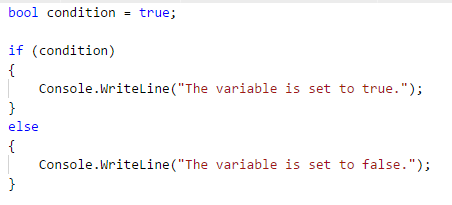 bool condition = true;
if (condition)
{
    Console.WriteLine("The variable is set to true.");
}
else
{
    Console.WriteLine("The variable is set to false.");
}